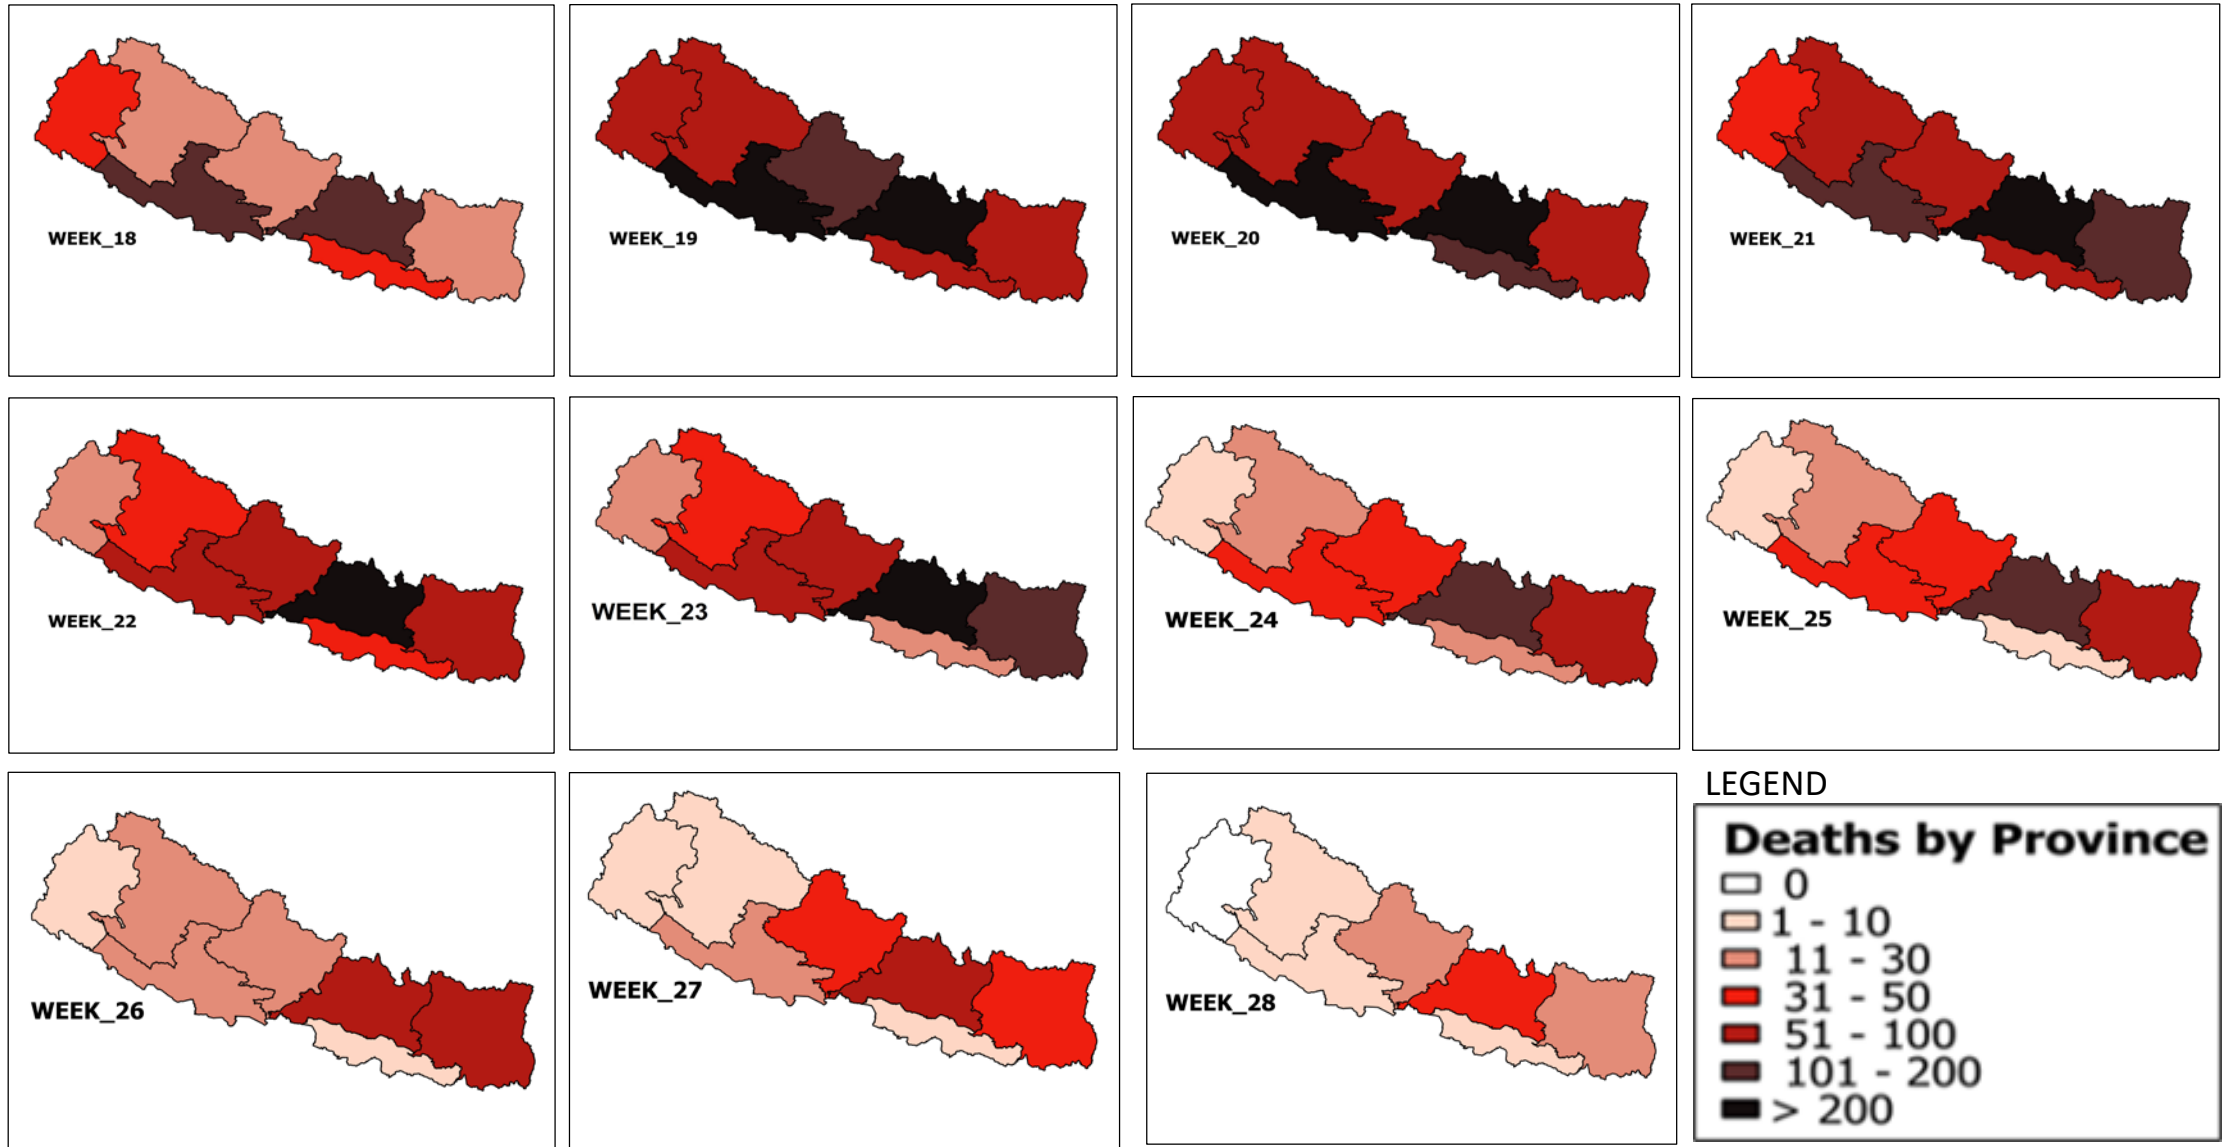 WEEK_18
WEEK_19
WEEK_20
WEEK_21
WEEK_22
WEEK_23
WEEK_24
WEEK_25
WEEK_26
WEEK_27
WEEK_28
LEGEND
Deaths by Province
0
1 - 10
11 - 30
31 - 50
51 - 100
101 - 200
> 200